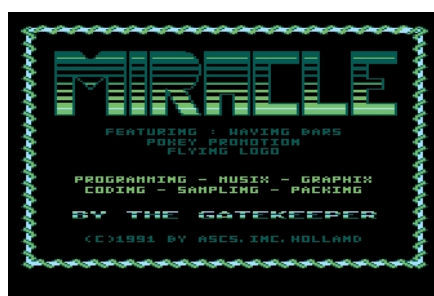 MIRACLE
FEATURING : WAVING BARS
POKEY PROMOTION
FLYING LOGO
PROGRAMMING - MUSIX - GRAPHIX
CODING - SAMPLING - PACKING
BY THE GATEKEEPER
(C)1991 BY ASCS.INC.HOLLAND